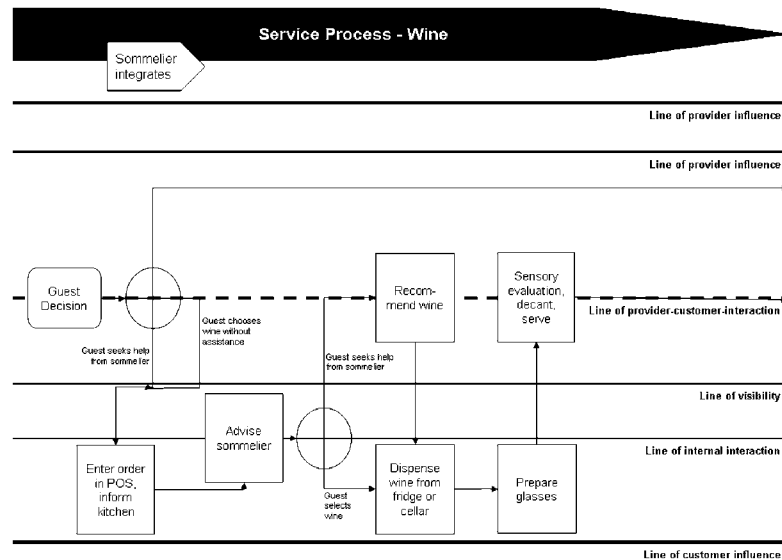 Service Process - Wine
Sommelier
integrates
Line of provider influence
Line of provider influence
Guest
Decision
Recom-
mend wine
Sensory
evaluation,
decant,
serve
Line of provider-customer-interaction
Guest chooses
wine without
assistance
Guest seeks help
from sommelier
Guest seeks help
from sommelier
Line of visibility
Advise
sommelier
Line of internal interaction
Enter order
in POS,
inform
kitchen
Guest
selects
wine
Dispense
wine from
fridge or
cellar
Prepare
glasses
Line of customer influence